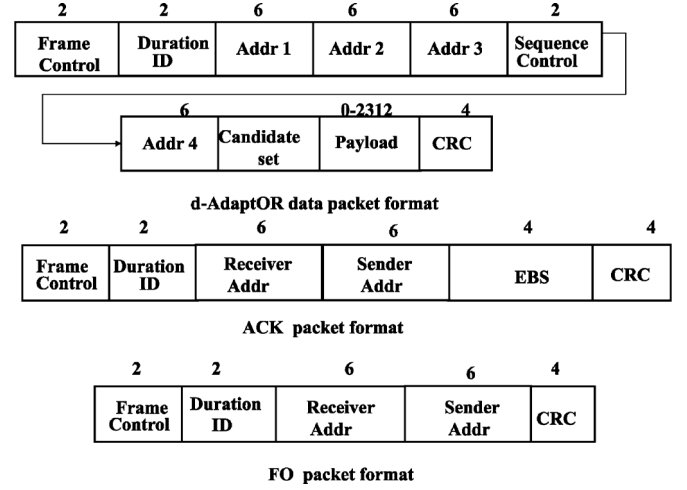 2 2 6 6 6 2
Frame Control Duration ID Addr 1 Addr 2 Addr 3 Sequence Control
6 0-2312 4
Addr 4 Candidate set Payload CRC
d-AdaptOR data packet format
2 2 6 6 4 4
Frame Control Duration ID Receiver Addr Sender Addr EBS CRC
ACK packet format
2 2 6 6 4
Frame Control Duration ID Receiver Addr Sender Addr CRC
FO packet format